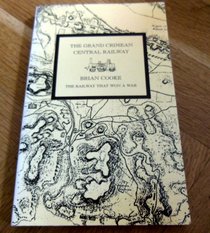 THE GRAND CRIMEAN
CENTRAL RAILWAY
BRIAN COOKE
THE RAILWAY THAT WON A WAR